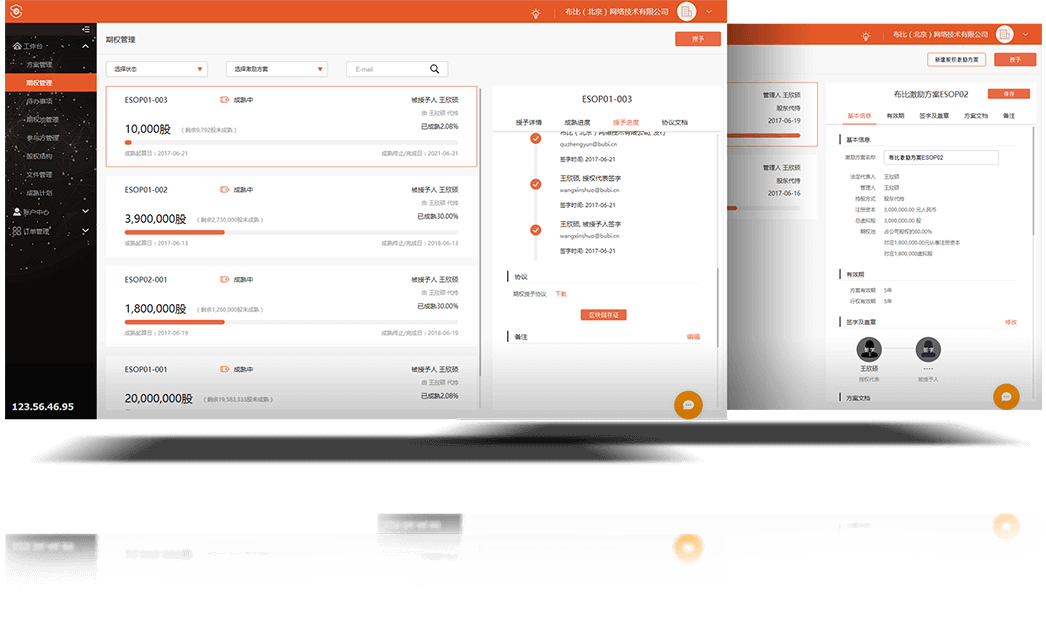 布比（北京）网络技术有限公司
工作台
方案管理
期权管理
待办事项
期权池管理
参与方管理
股权结构
文件管理
成熟计划
账户中心
订单管理
123.56.46.95
期权管理
授予
选择状态
选择激励方案
E-mail
ESOP01-003
成熟中
被授予人 王欣硕
由 王欣硕 代持
10,000股
（剩余9,792股未成熟）
已成熟2.08%
成熟起算日：2017-06-21
成熟终止/完成日：2021-06-21
ESOP01-002
成熟中
被授予人 王欣硕
由 王欣硕 代持
3,900,000股
（剩余2,730,000股未成熟）
已成熟30.00%
成熟起算日：2017-06-13
成熟终止/完成日：2018-06-13
ESOP02-001
成熟中
被授予人 王欣硕
由 王欣硕 代持
1,800,000股
（剩余1,260,000股未成熟）
已成熟30.00%
成熟起算日：2017-06-19
成熟终止/完成日：2018-06-19
ESOP01-001
成熟中
被授予人 王欣硕
由 王欣硕 代持
20,000,000股
（剩余19,583,333股未成熟）
已成熟2.08%
ESOP01-003
授予详情
成熟进度
授予进度
协议文档
布比（北京）网络技术有限公司, 发行
quzhengyun@bubi.cn
签字时间: 2017-06-21
王欣硕, 授权代表签字
wangxinshuo@bubi.cn
签字时间: 2017-06-21
王欣硕, 被授予人签字
wangxinshuo@bubi.cn
签字时间: 2017-06-21
协议
期权授予协议
下载
区块链存证
备注
编辑
布比（北京）网络技术有限公司
新建股权激励方案
授予
管理人 王欣硕
股东代持
2017-06-19
管理人 王欣硕
股东代持
2017-06-16
布比激励方案ESOP02
保存
基本信息
有效期
签字及盖章
方案文档
备注
基本信息
激励方案名称
布比激励方案ESOP02
法定代表人 王欣硕
管理人 王欣硕
持股方式 股东代持
注册资本 3,000,000.00 元人民币
总虚拟股 3,000,000.00 股
期权池 占公司股权的60.00%
对应1,800,000.00元认缴注册资本
对应1,800,000虚拟股
有效期
方案有效期 5年
行权有效期 5年
签字及盖章
修改
签字
签字
王欣硕
----
授权代表
被授予人
方案文档